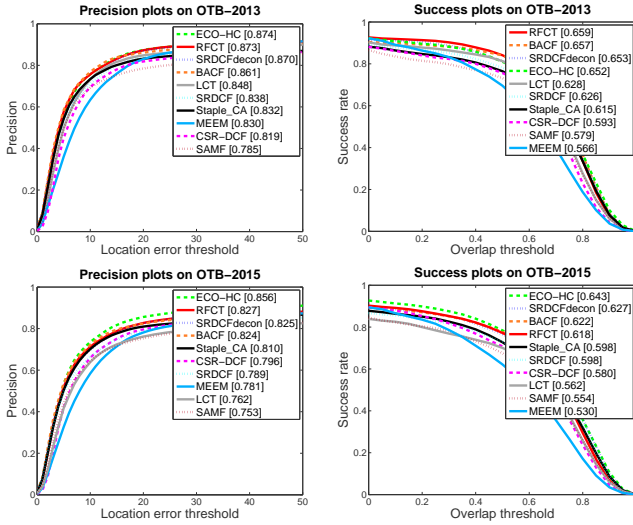 Precision plots on OTB−2013
Precision
1
0.8
0.6
0.4
0.2
0
0 10 20 30 40 50
Location error threshold
ECO-HC [0.874]
RFCT [0.873]
SRDCFdecon [0.870]
BACF [0.861]
LCT [0.848]
SRDCF [0.838]
Staple_CA [0.832]
MEEM [0.830]
CSR-DCF [0.819]
SAMF [0.785]
Success plots on OTB−2013
Success rate
1
0.8
0.6
0.4
0.2
0
0 0.2 0.4 0.6 0.8
Overlap threshold
RFCT [0.659]
BACF [0.657]
SRDCFdecon [0.653]
ECO-HC [0.652]
LCT [0.628]
SRDCF [0.626]
Staple_CA [0.615]
CSR-DCF [0.593]
SAMF [0.579]
MEEM [0.566]
Precision plots on OTB−2015
Precision
1
0.8
0.6
0.4
0.2
0
0 10 20 30 40 50
Location error threshold
ECO-HC [0.856]
RFCT [0.827]
SRDCFdecon [0.825]
BACF [0.824]
Staple_CA [0.810]
CSR-DCF [0.796]
SRDCF [0.789]
MEEM [0.781]
LCT [0.762]
SAMF [0.753]
Success plots on OTB−2015
Success rate
1
0.8
0.6
0.4
0.2
0
0 0.2 0.4 0.6 0.8
Overlap threshold
ECO-HC [0.643]
SRDCFdecon [0.627]
BACF [0.622]
RFCT [0.618]
Staple_CA [0.598]
SRDCF [0.598]
CSR-DCF [0.580]
LCT [0.562]
SAMF [0.554]
MEEM [0.530]